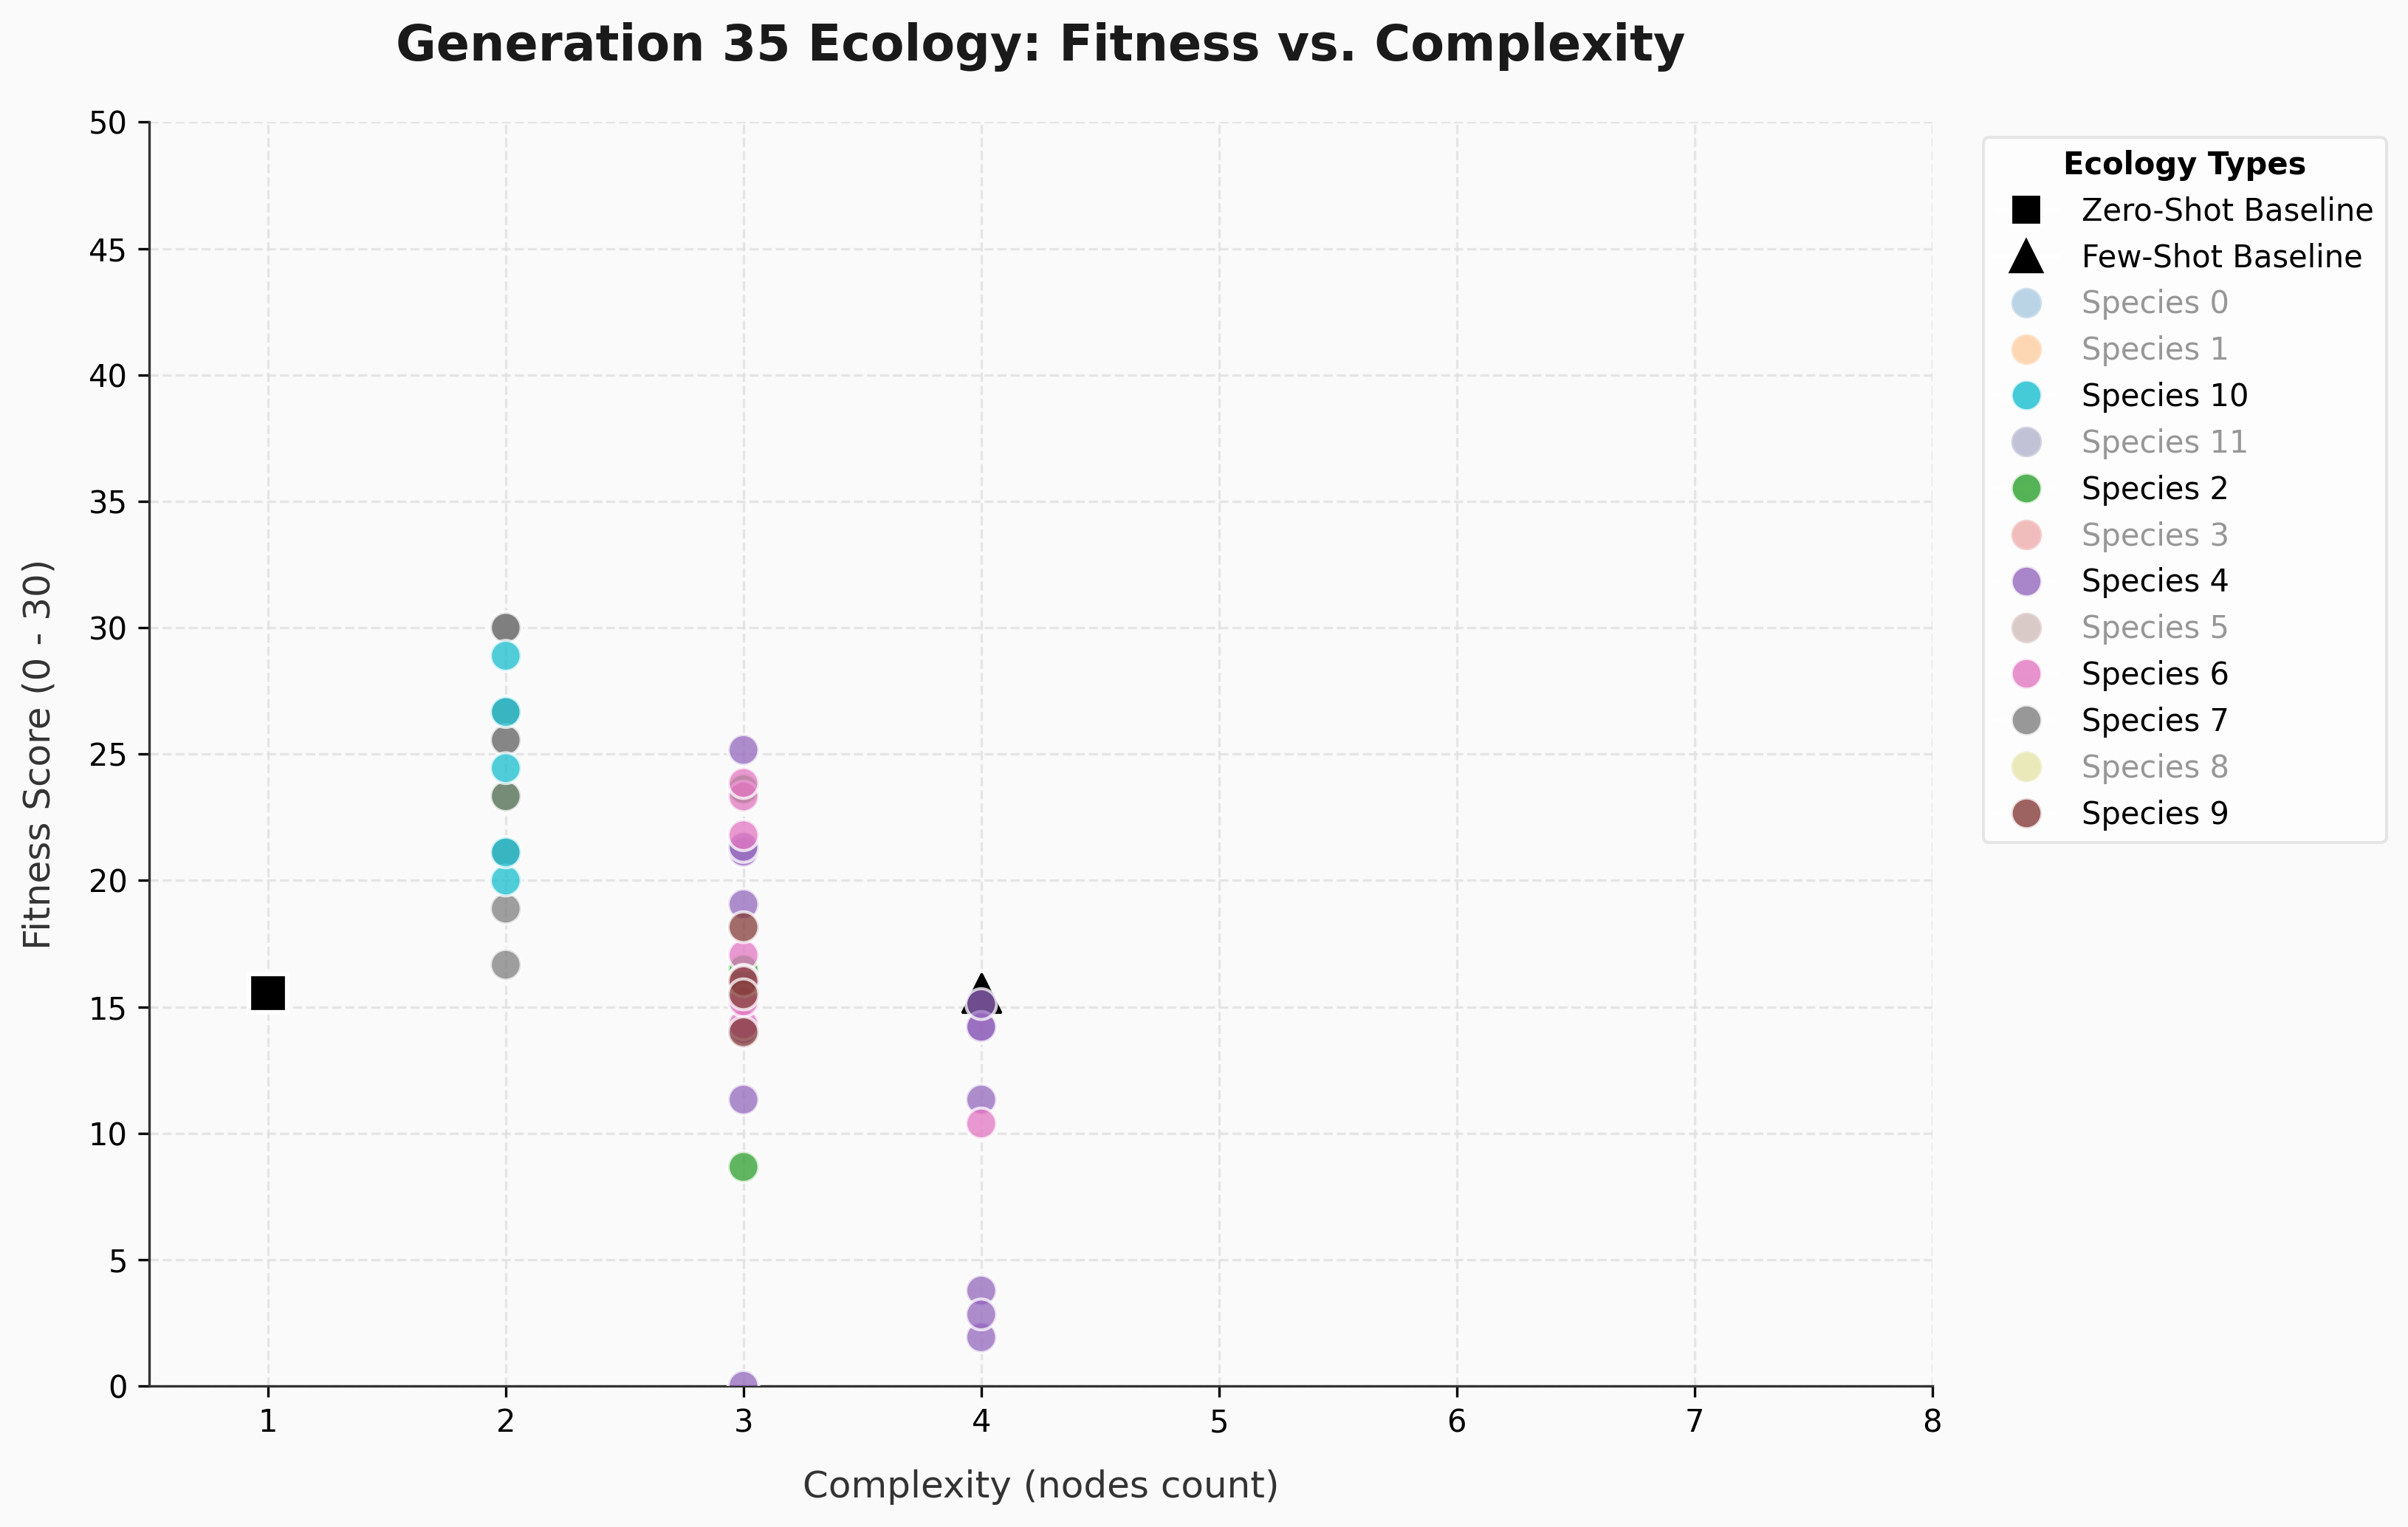 Generation 35 Ecology: Fitness vs. Complexity
50
45
40
35
30
25
20
15
10
5
0
Fitness Score (0 - 30)
1 2 3 4 5 6 7 8
Complexity (nodes count)
Ecology Types
Zero-Shot Baseline
Few-Shot Baseline
Species 0
Species 1
Species 10
Species 11
Species 2
Species 3
Species 4
Species 5
Species 6
Species 7
Species 8
Species 9